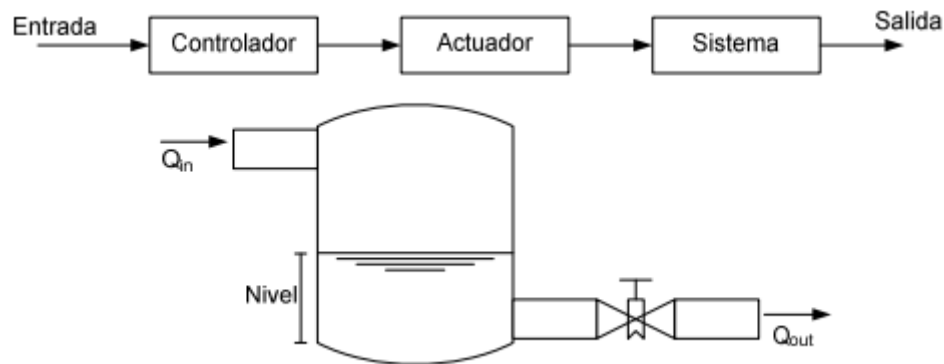 Entrada
Controlador
Actuador
Sistema
Salida
Qin
Nivel
Qout